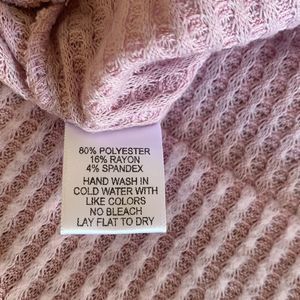 80% POLYESTER
16% RAYON
4% SPANDEX
HAND WASH IN
COLD WATER WITH
LIKE COLORS
NO BLEACH
LAY FLAT TO DRY